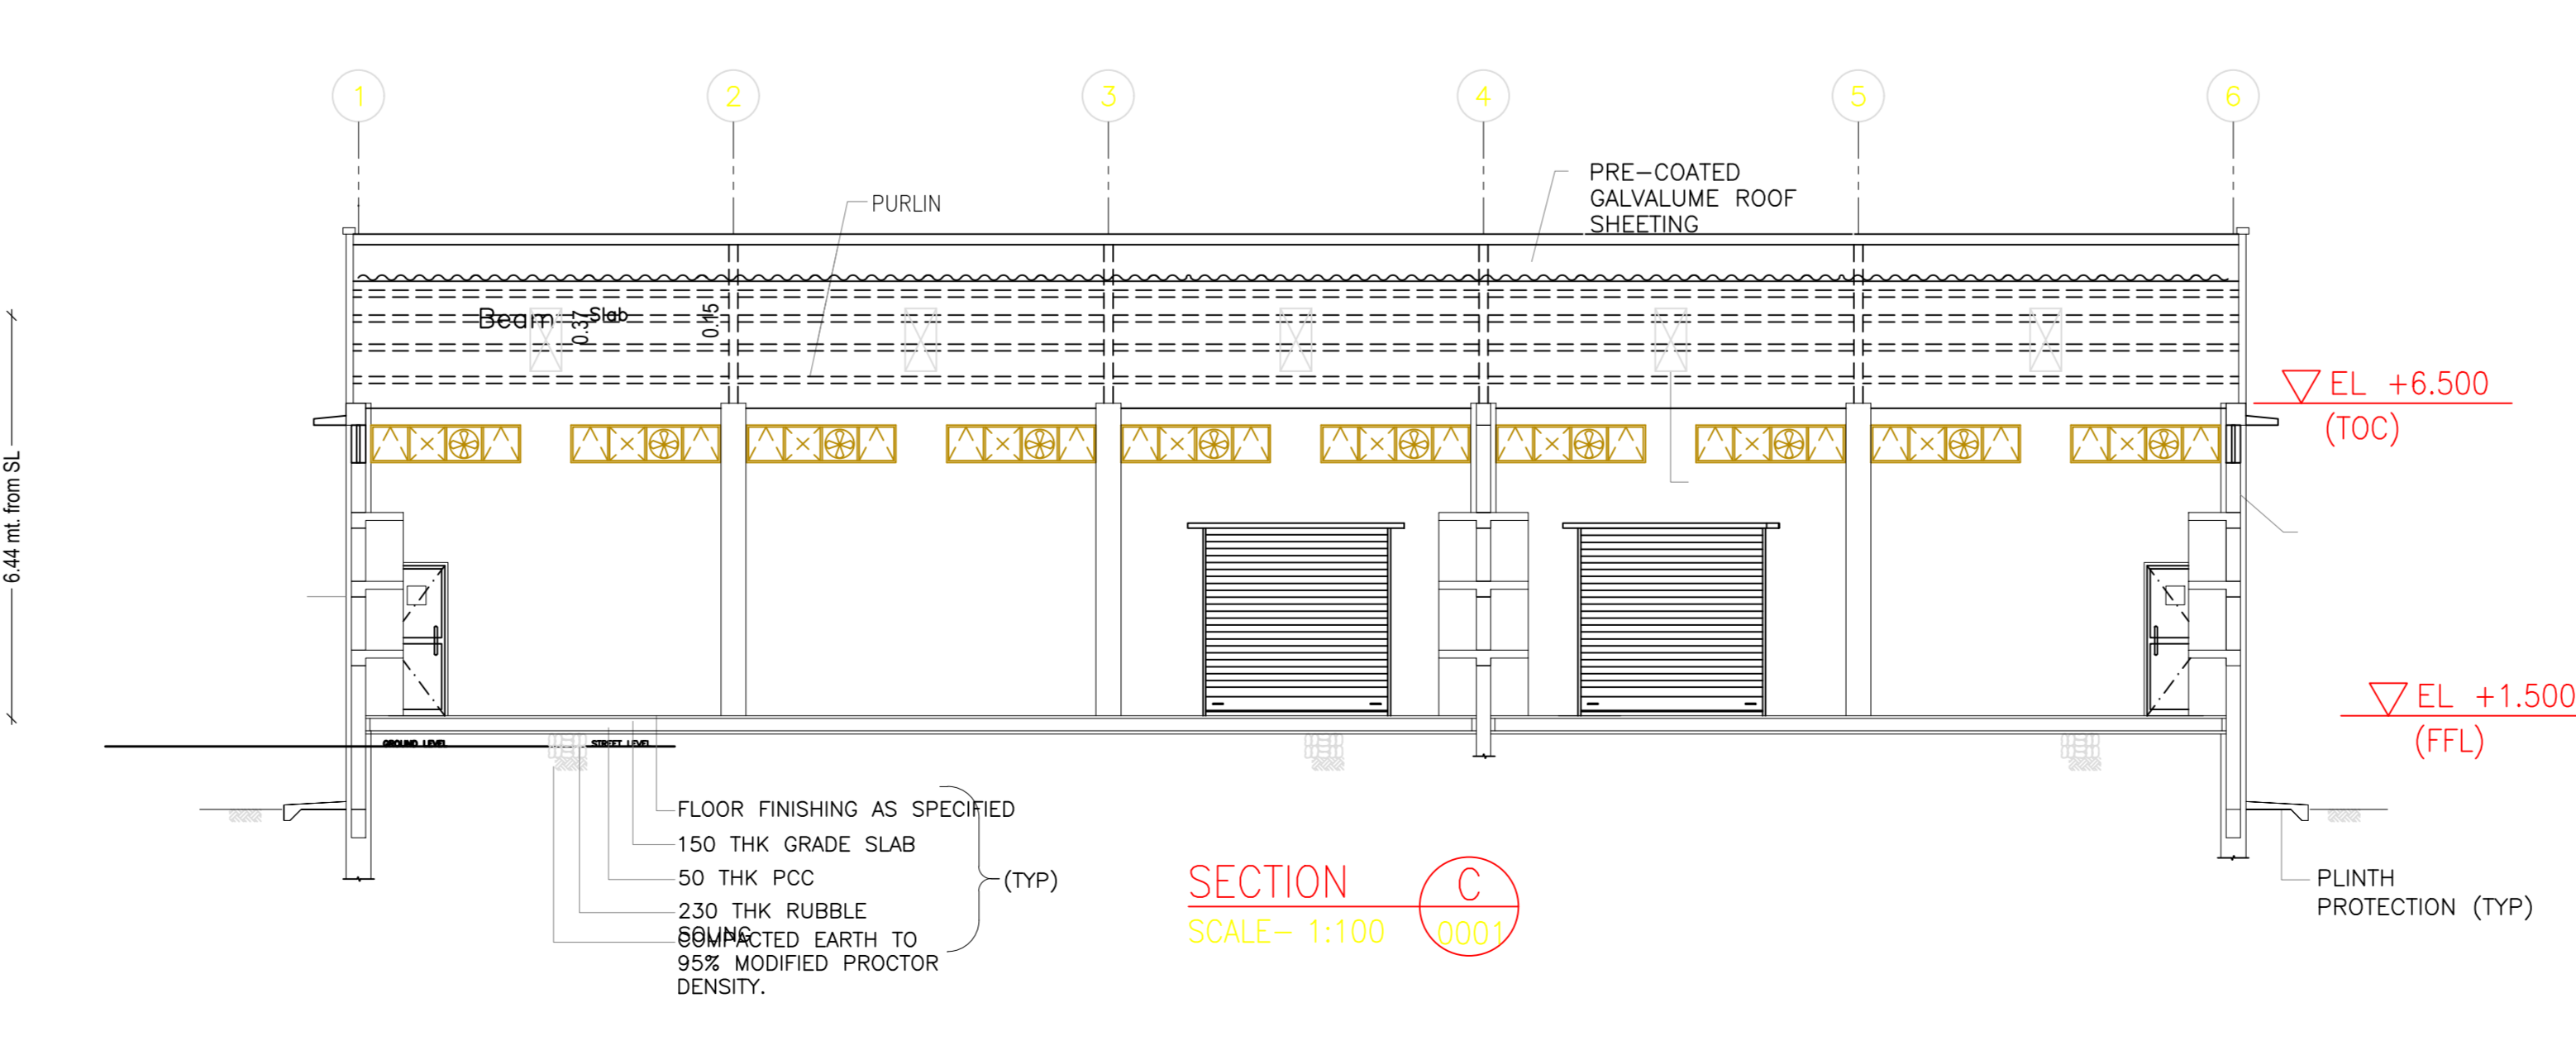 1
2
3
4
5
6
PRE-COATED
GALVALUME ROOF
SHEETING
PURLIN
Beam
0.37
Slab
0.15
6.44 mt. from SL
EL +6.500
(TOC)
EL +1.500
(FFL)
GROUND LEVEL
STREET LEVEL
FLOOR FINISHING AS SPECIFIED
150 THK GRADE SLAB
50 THK PCC
230 THK RUBBLE
SOLING
COMPACTED EARTH TO
95% MODIFIED PROCTOR
DENSITY.
(TYP)
SECTION
C
SCALE- 1:100
0001
PLINTH
PROTECTION (TYP)